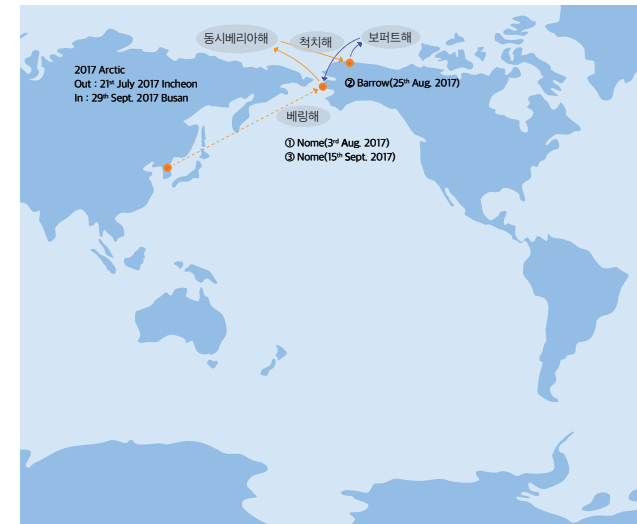 동시베리아해
척치해
보퍼트해
2017 Arctic
Out : 21st July 2017 Incheon
In : 29th Sept. 2017 Busan
② Barrow(25th Aug. 2017)
베링해
① Nome(3rd Aug. 2017)
③ Nome(15th Sept. 2017)